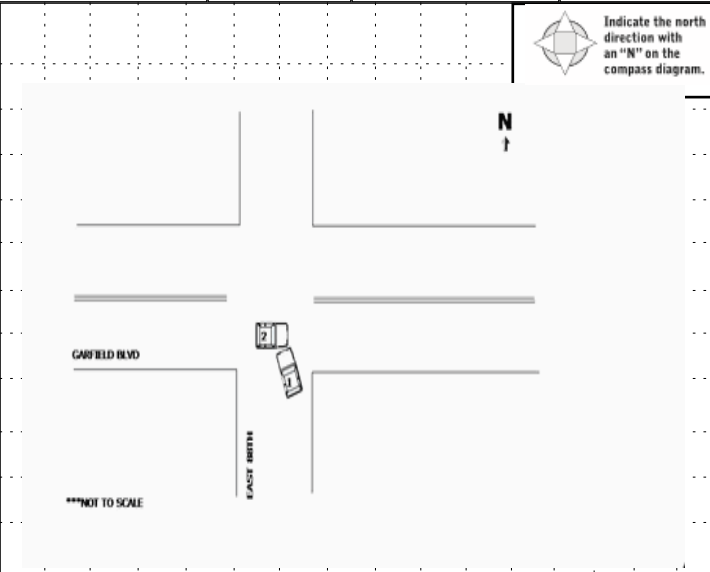 Indicate the north
direction with
an “N” on the
compass diagram.
N
2
GARFIELD BLVD
1
EAST 88TH
***NOT TO SCALE